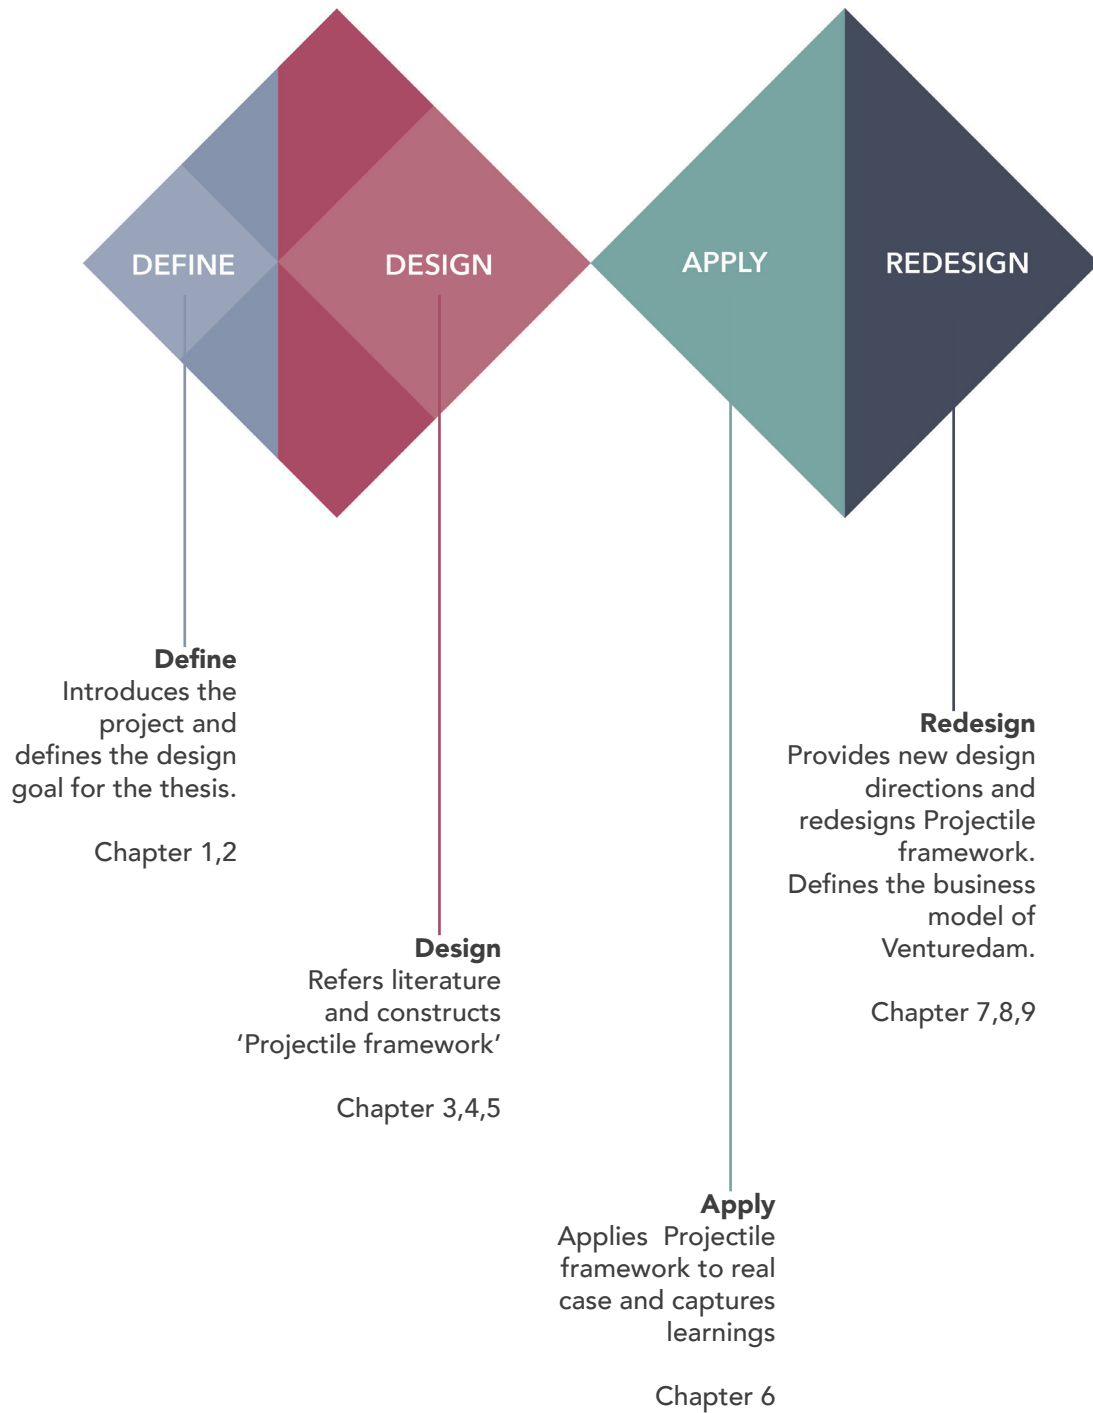 DEFINE
DESIGN
APPLY
REDESIGN
Define
Introduces the
project and
defines the design
goal for the thesis.
Chapter 1,2
Design
Refers literature
and constructs
‘Projectile framework’
Chapter 3,4,5
Apply
Applies  Projectile
framework to real
case and captures
learnings
Chapter 6
Redesign
Provides new design
directions and
redesigns Projectile
framework.
Defines the business
model of
Venturedam.
Chapter 7,8,9